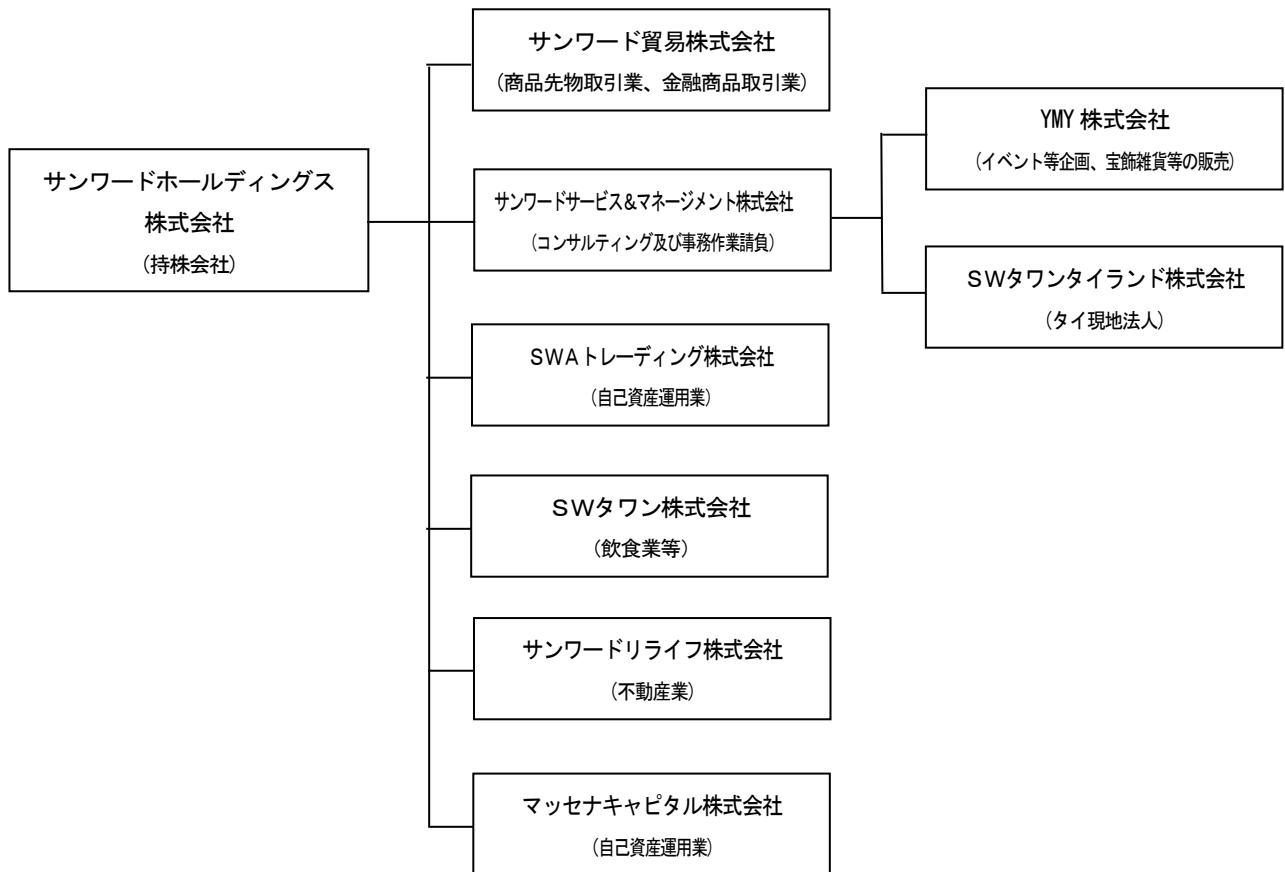 サンワードホールディングス
株式会社
(持株会社)
サンワード貿易株式会社
(商品先物取引業、金融商品取引業)
サンワードサービス&マネージメント株式会社
(コンサルティング及び事務作業請負)
YMY 株式会社
(イベント等企画、宝飾雑貨等の販売)
SWタワンタイランド株式会社
(タイ現地法人)
SWAトレーディング株式会社
(自己資産運用業)
SWタワン株式会社
(飲食業等)
サンワードリライフ株式会社
(不動産業)
マッセナキャピタル株式会社
(自己資産運用業)